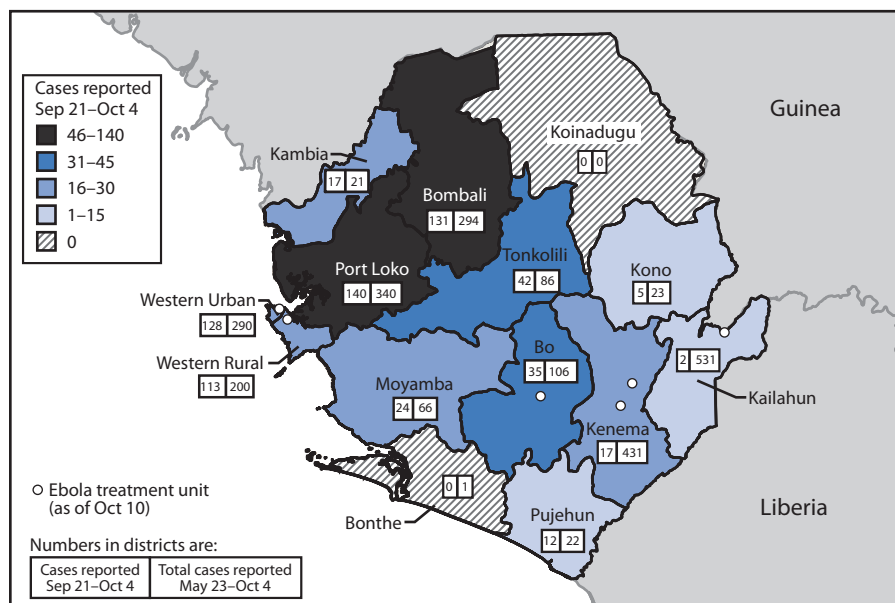 Cases reported
Sep 21–Oct 4
46–140
31–45
16–30
1–15
0
Guinea
Koinadugu
0 0
Kambia
17 21
Bombali
131 294
Tonkolili
42 86
Port Loko
140 340
Kono
5 23
Western Urban
128 290
Western Rural
113 200
Bo
35 106
2 531
Kailahun
Moyamba
24 66
Kenema
17 431
0 1
Bonthe
Pujehun
12 22
Liberia
Ebola treatment unit
(as of Oct 10)
Numbers in districts are:
Cases reported
Sep 21–Oct 4
Total cases reported
May 23–Oct 4